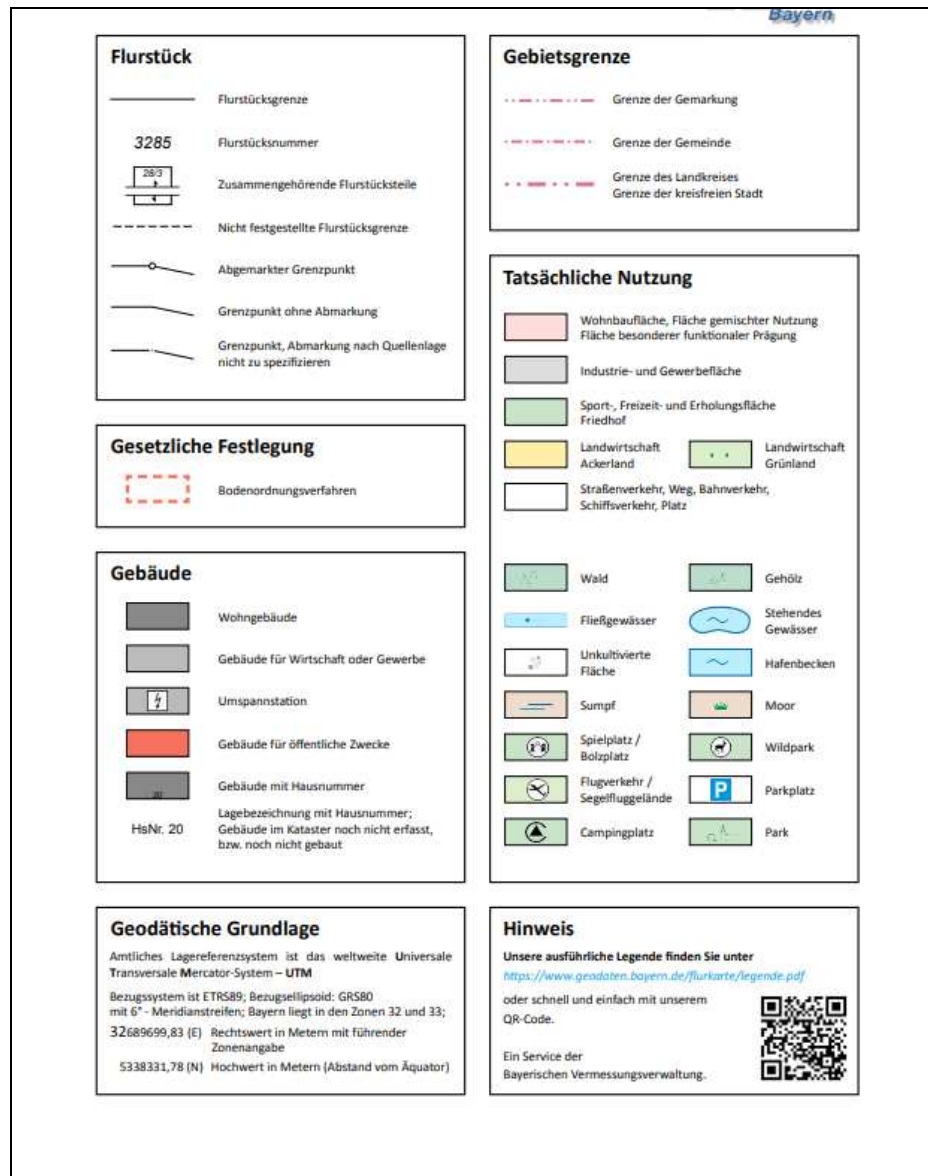 Bayern
Flurstück
Flurstücksgrenze
3285
Flurstücksnummer
28/3
Zusammengehörende Flurstücksteile
Nicht festgestellte Flurstücksgrenze
Abgemarkter Grenzpunkt
Grenzpunkt ohne Abmarkung
Grenzpunkt, Abmarkung nach Quellenlage
nicht zu spezifizieren
Gesetzliche Festlegung
Bodenordnungsverfahren
Gebäude
Wohngebäude
Gebäude für Wirtschaft oder Gewerbe
Umspannstation
Gebäude für öffentliche Zwecke
Gebäude mit Hausnummer
HsNr. 20
Lagebezeichnung mit Hausnummer;
Gebäude im Kataster noch nicht erfasst,
bzw. noch nicht gebaut
Geodätische Grundlage
Amtliches Lagereferenzsystem ist das weltweite Universale
Transversale Mercator-System – UTM
Bezugssystem ist ETRS89; Bezugsellipsoid: GRS80
mit 6° - Meridianstreifen; Bayern liegt in den Zonen 32 und 33;
32689699,83 (E) Rechtswert in Metern mit führender
Zonenangabe
5338331,78 (N) Hochwert in Metern (Abstand vom Äquator)
Gebietsgrenze
Grenze der Gemarkung
Grenze der Gemeinde
Grenze des Landkreises
Grenze der kreisfreien Stadt
Tatsächliche Nutzung
Wohnbaufläche, Fläche gemischter Nutzung
Fläche besonderer funktionaler Prägung
Industrie- und Gewerbefläche
Sport-, Freizeit- und Erholungsfläche
Friedhof
Landwirtschaft
Ackerland
Landwirtschaft
Grünland
Straßenverkehr, Weg, Bahnverkehr,
Schiffsverkehr, Platz
Wald
Gehölz
Fließgewässer
Stehendes
Gewässer
Unkultivierte
Fläche
Hafenbecken
Sumpf
Moor
Spielplatz /
Bolzplatz
Wildpark
Flugverkehr /
Segelfluggelände
P
Parkplatz
Campingplatz
Park
Hinweis
Unsere ausführliche Legende finden Sie unter
https://www.geodaten.bayern.de/flurkarte/legende.pdf
oder schnell und einfach mit unserem
QR-Code.
Ein Service der
Bayerischen Vermessungsverwaltung.